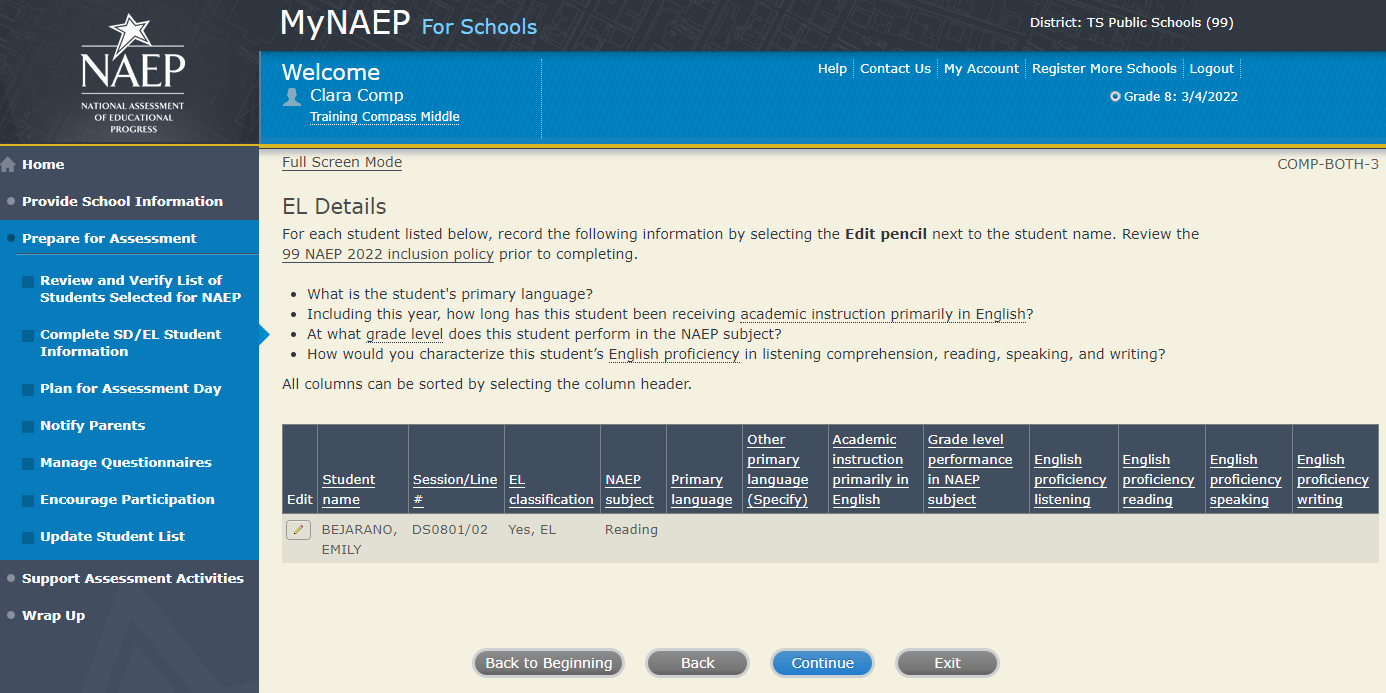 NAEP
NATIONAL ASSESSMENT
OF EDUCATIONAL
PROGRESS
MyNAEP For Schools
District: TS Public Schools (99)
Welcome
Clara Comp
Training Compass Middle
Help Contact Us My Account Register More Schools Logout
Grade 8: 3/4/2022
Home
Provide School Information
Prepare for Assessment
Review and Verify List of
Students Selected for NAEP
Complete SD/EL Student
Information
Plan for Assessment Day
Notify Parents
Manage Questionnaires
Encourage Participation
Update Student List
Support Assessment Activities
Wrap Up
Full Screen Mode
COMP-BOTH-3
EL Details
For each student listed below, record the following information by selecting the Edit pencil next to the student name. Review the
99 NAEP 2022 inclusion policy prior to completing.
• What is the student's primary language?
• Including this year, how long has this student been receiving academic instruction primarily in English?
• At what grade level does this student perform in the NAEP subject?
• How would you characterize this student’s English proficiency in listening comprehension, reading, speaking, and writing?
All columns can be sorted by selecting the column header.
Edit
Student
name
Session/Line
#
EL
classification
NAEP
subject
Primary
language
Other
primary
language
(Specify)
Academic
instruction
primarily in
English
Grade level
performance
in NAEP
subject
English
proficiency
listening
English
proficiency
reading
English
proficiency
speaking
English
proficiency
writing
BEJARANO,
EMILY
DS0801/02
Yes, EL
Reading
Back to Beginning
Back
Continue
Exit